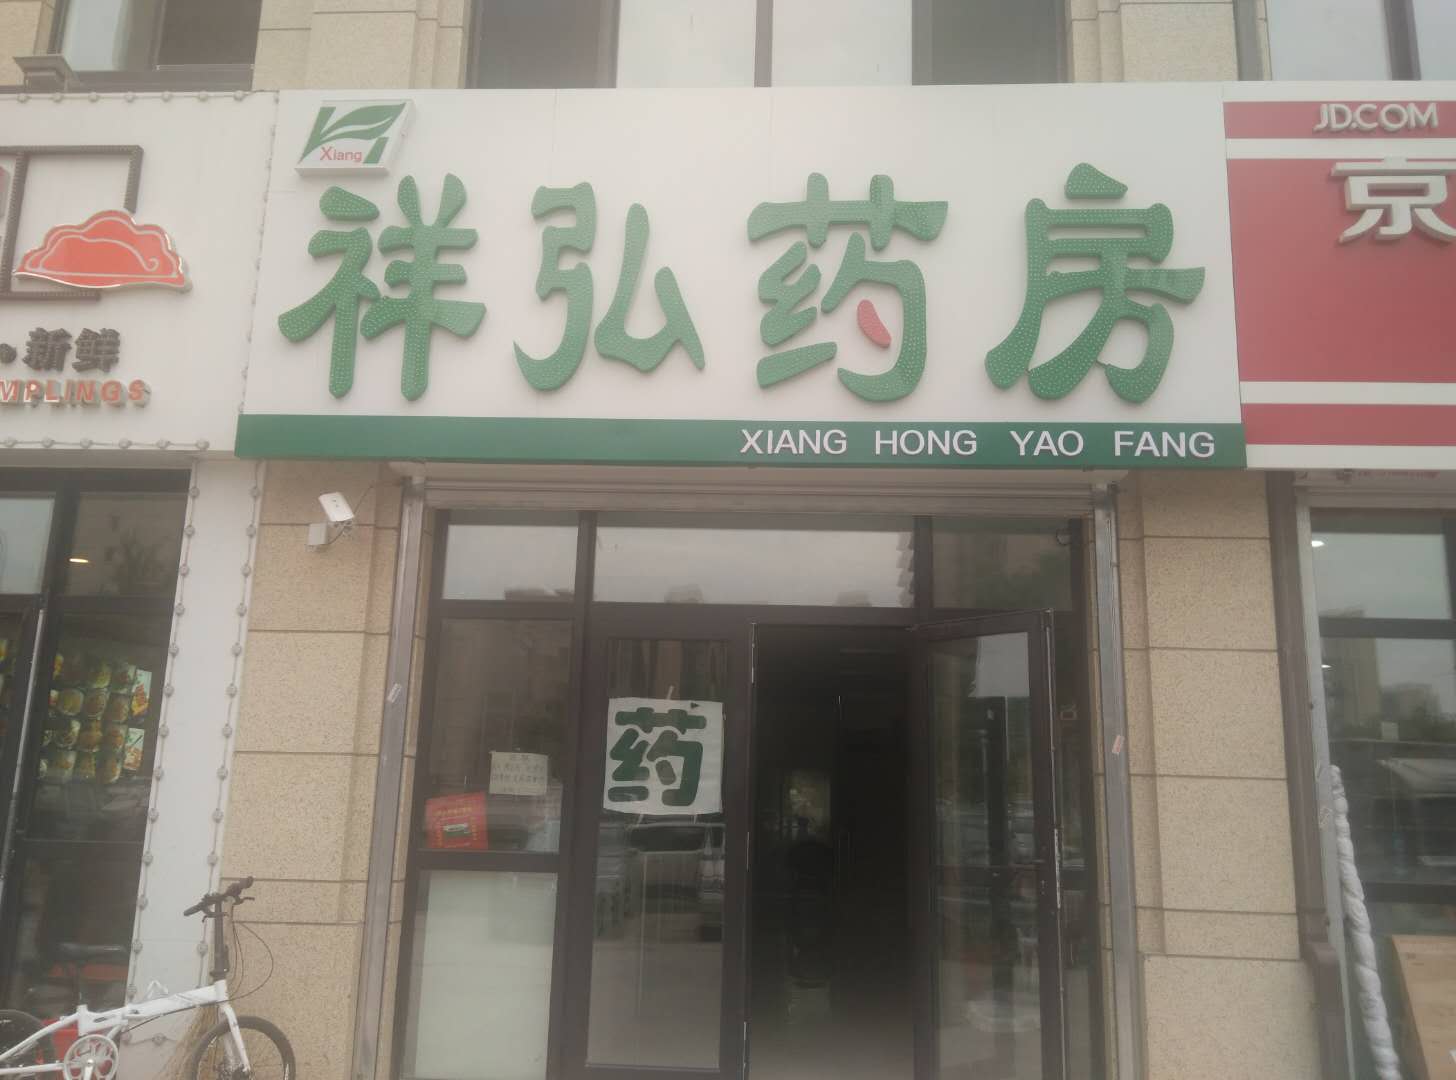 Xiang
祥弘药房
XIANG HONG YAO FANG
新鲜
MPLINGS
JD.COM
京
药